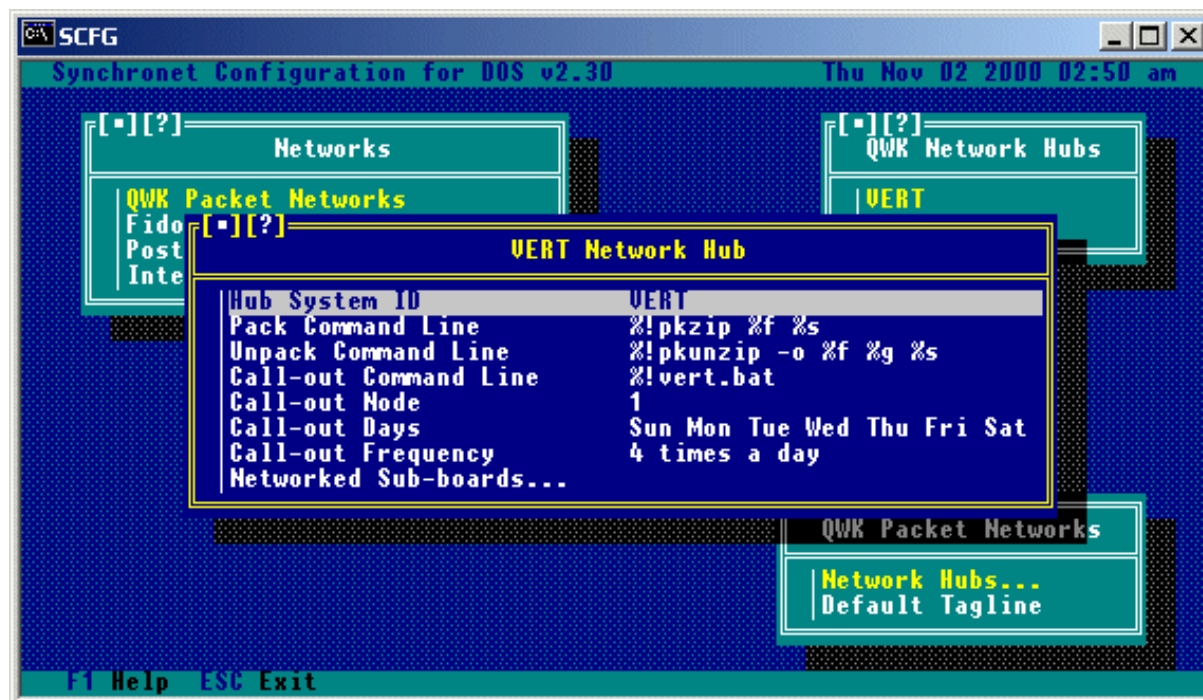 SCFG
Synchronet Configuration for DOS v2.30 Thu Nov 02 2000 02:50 am
[▪][?]
Networks
QWK Packet Networks
Fido
Post
Inte
[▪][?]
QWK Network Hubs
VERT
[▪][?]
VERT Network Hub
Hub System ID VERT
Pack Command Line %!pkzip %f %s
Unpack Command Line %!pkunzip -o %f %g %s
Call-out Command Line %!vert.bat
Call-out Node 1
Call-out Days Sun Mon Tue Wed Thu Fri Sat
Call-out Frequency 4 times a day
Networked Sub-boards...
QWK Packet Networks
Network Hubs...
Default Tagline
F1 Help ESC Exit